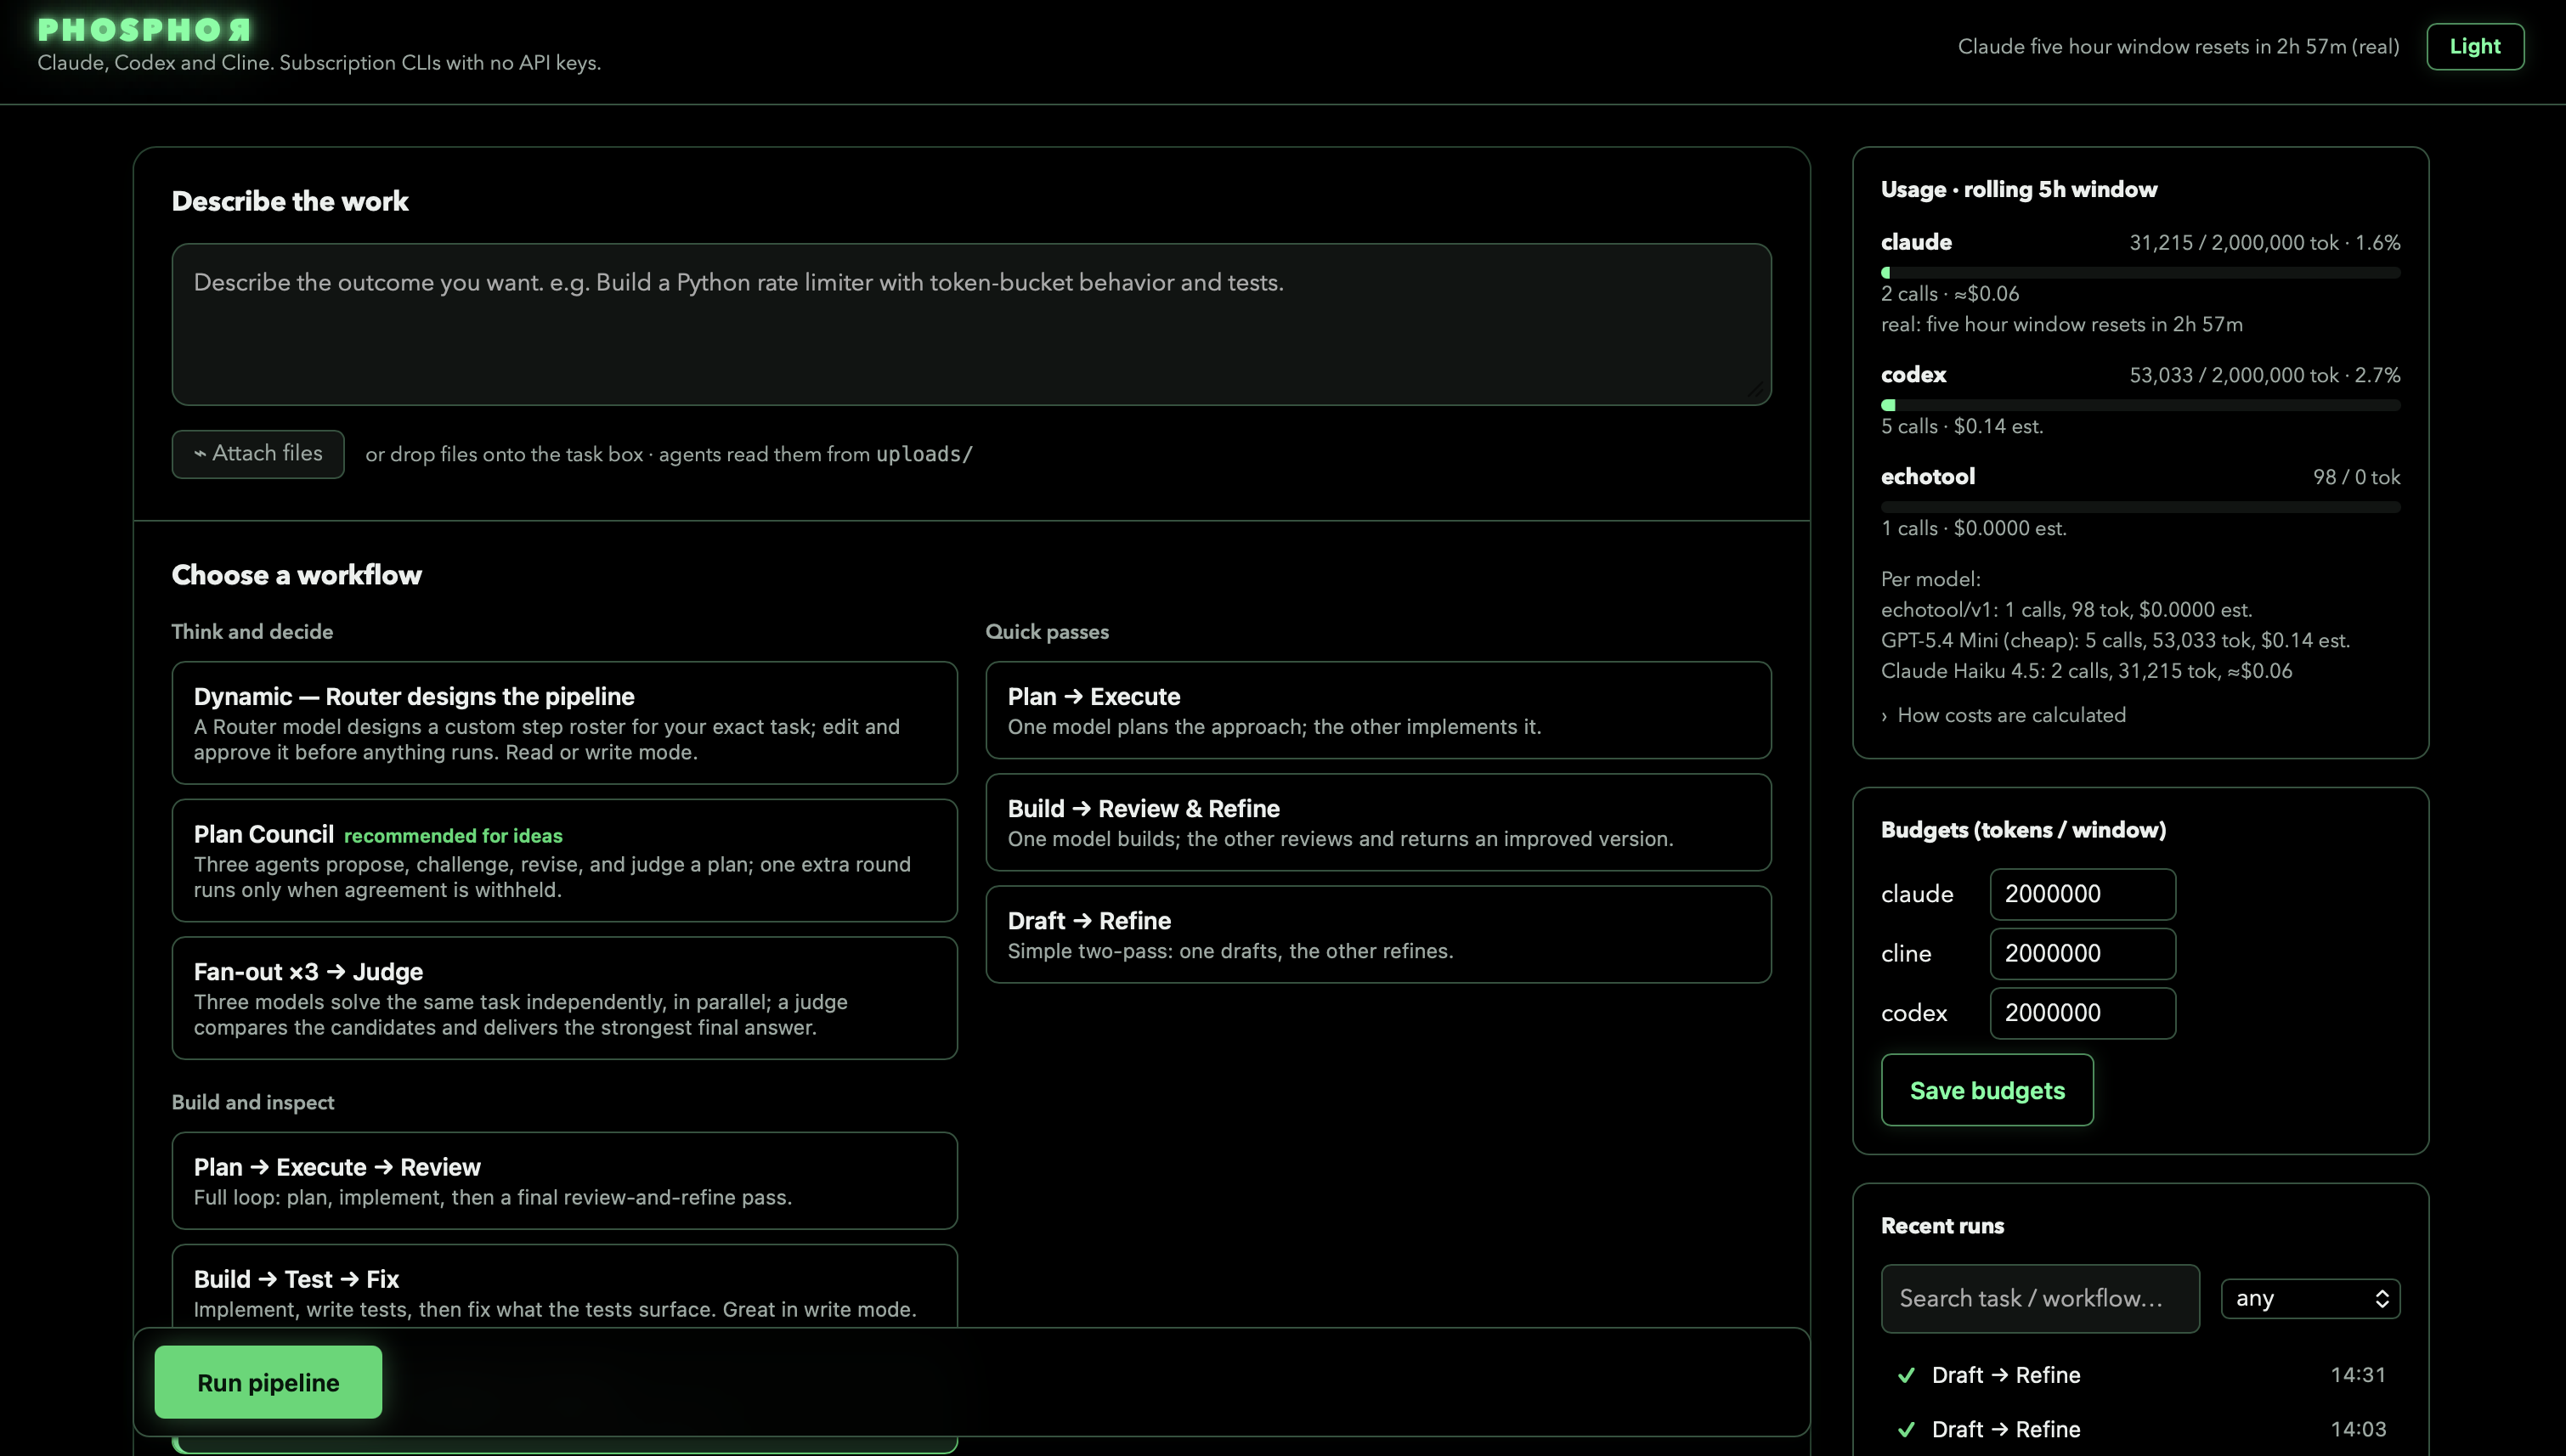 PHOSPHOЯ
Claude, Codex and Cline. Subscription CLIs with no API keys.
Claude five hour window resets in 2h 57m (real)
Light
Describe the work
Describe the outcome you want. e.g. Build a Python rate limiter with token-bucket behavior and tests.
⌁ Attach files
or drop files onto the task box · agents read them from uploads/
Choose a workflow
Think and decide
Dynamic — Router designs the pipeline
A Router model designs a custom step roster for your exact task; edit and
approve it before anything runs. Read or write mode.
Plan Council recommended for ideas
Three agents propose, challenge, revise, and judge a plan; one extra round
runs only when agreement is withheld.
Fan-out ×3 → Judge
Three models solve the same task independently, in parallel; a judge
compares the candidates and delivers the strongest final answer.
Build and inspect
Plan → Execute → Review
Full loop: plan, implement, then a final review-and-refine pass.
Build → Test → Fix
Implement, write tests, then fix what the tests surface. Great in write mode.
Quick passes
Plan → Execute
One model plans the approach; the other implements it.
Build → Review & Refine
One model builds; the other reviews and returns an improved version.
Draft → Refine
Simple two-pass: one drafts, the other refines.
Run pipeline
Usage · rolling 5h window
claude 31,215 / 2,000,000 tok · 1.6%
2 calls · ≈$0.06
real: five hour window resets in 2h 57m
codex 53,033 / 2,000,000 tok · 2.7%
5 calls · $0.14 est.
echotool 98 / 0 tok
1 calls · $0.0000 est.
Per model:
echotool/v1: 1 calls, 98 tok, $0.0000 est.
GPT-5.4 Mini (cheap): 5 calls, 53,033 tok, $0.14 est.
Claude Haiku 4.5: 2 calls, 31,215 tok, ≈$0.06
› How costs are calculated
Budgets (tokens / window)
claude 2000000
cline 2000000
codex 2000000
Save budgets
Recent runs
Search task / workflow…
any
✓ Draft → Refine 14:31
✓ Draft → Refine 14:03